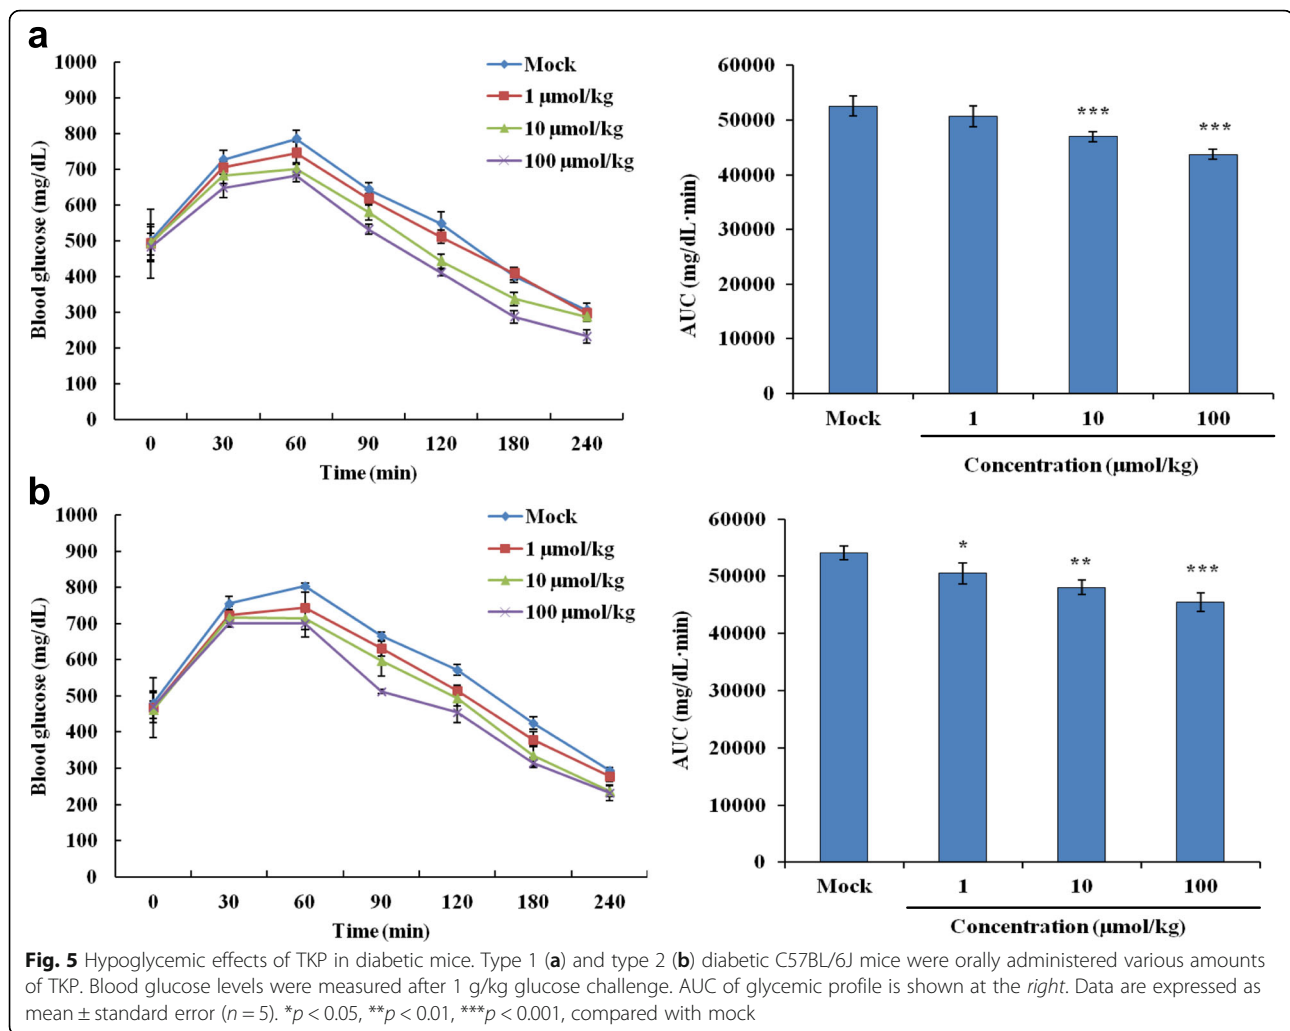 a
1000
900
800
700
600
500
400
300
200
100
0
Blood glucose (mg/dL)
0 30 60 90 120 180 240
Time (min)
Mock
1 µmol/kg
10 µmol/kg
100 µmol/kg
60000
50000
40000
30000
20000
10000
0
AUC (mg/dL·min)
***
***
Mock 1 10 100
Concentration (µmol/kg)
b
1000
900
800
700
600
500
400
300
200
100
0
Blood glucose (mg/dL)
0 30 60 90 120 180 240
Time (min)
Mock
1 µmol/kg
10 µmol/kg
100 µmol/kg
60000
50000
40000
30000
20000
10000
0
AUC (mg/dL·min)
*
**
***
Mock 1 10 100
Concentration (µmol/kg)
Fig. 5 Hypoglycemic effects of TKP in diabetic mice. Type 1 (a) and type 2 (b) diabetic C57BL/6J mice were orally administered various amounts
of TKP. Blood glucose levels were measured after 1 g/kg glucose challenge. AUC of glycemic profile is shown at the right. Data are expressed as
mean ± standard error (n = 5). *p < 0.05, **p < 0.01, ***p < 0.001, compared with mock